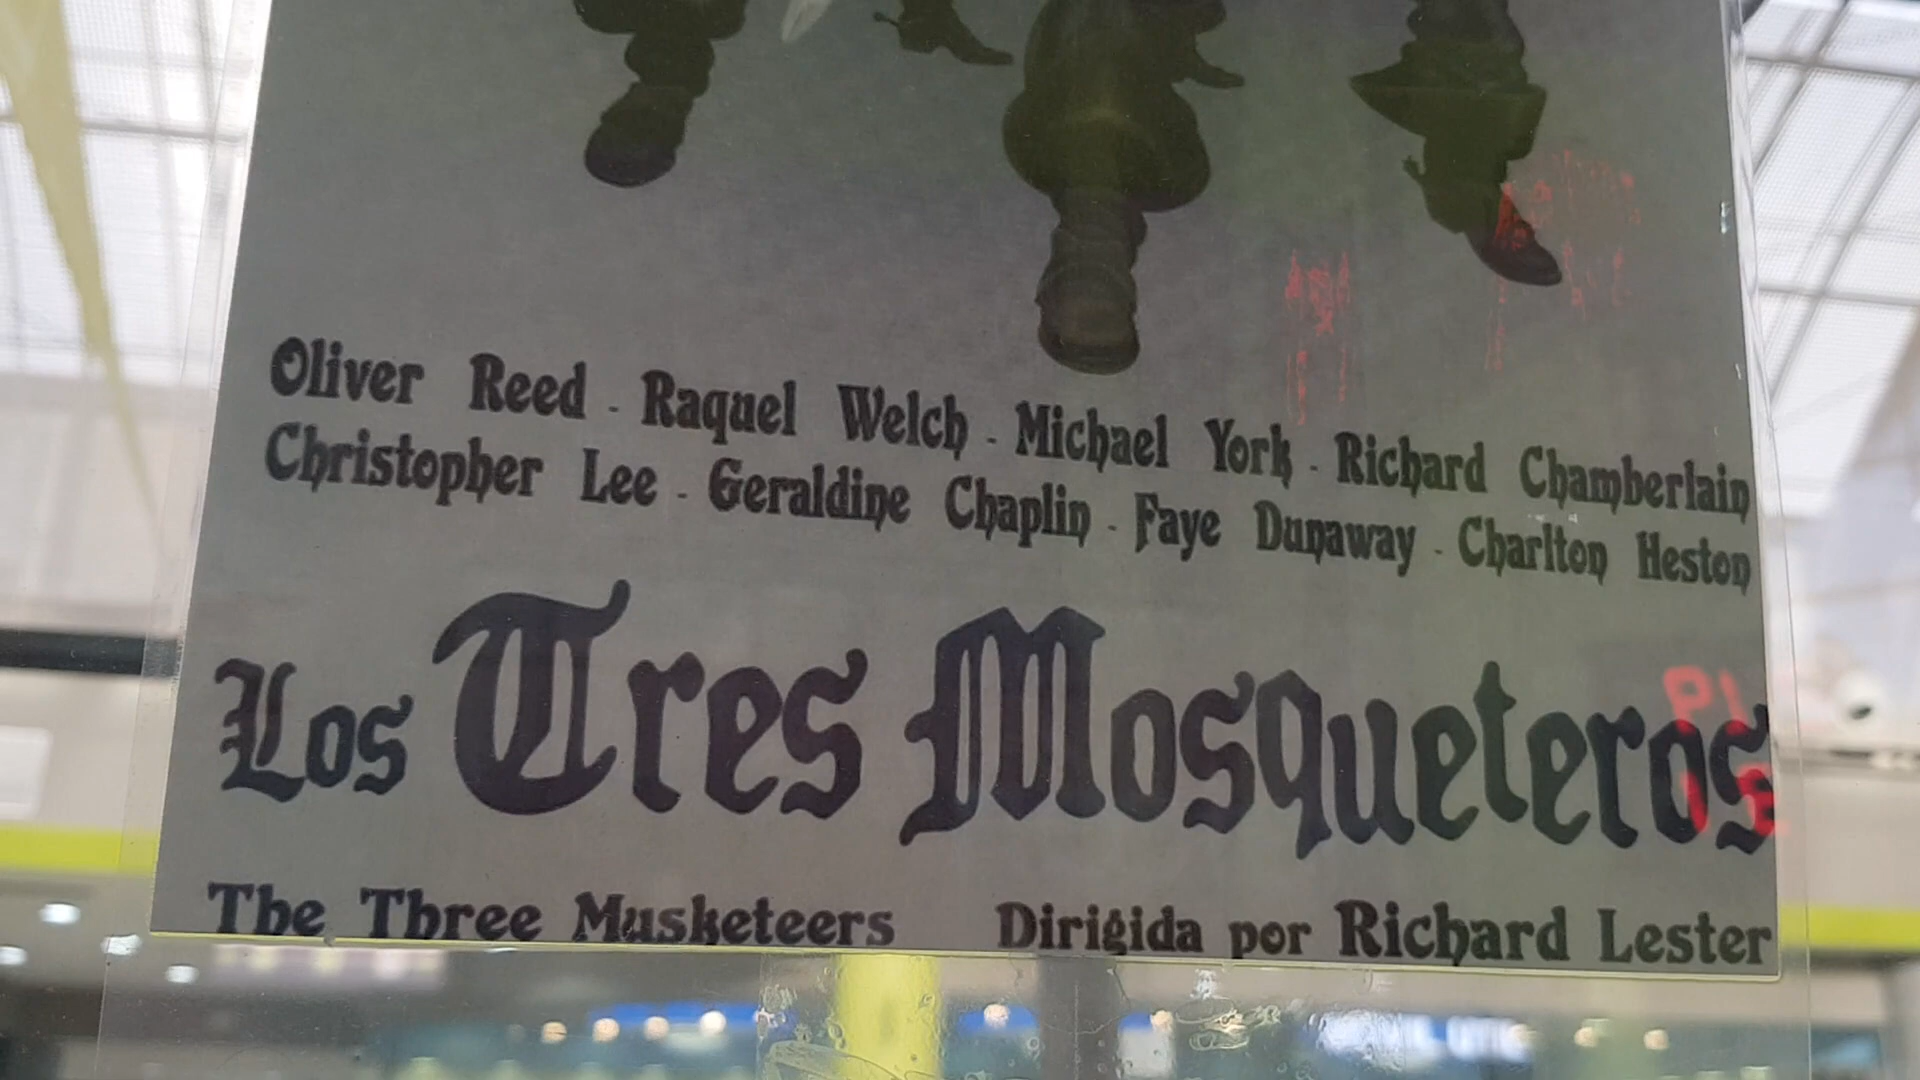 Oliver Reed - Raquel Welch - Michael York - Richard Chamberlain
Christopher Lee - Geraldine Chaplin - Faye Dunaway - Charlton Heston
Los Tres Mosqueteros
The Three Musketeers Dirigida por Richard Lester